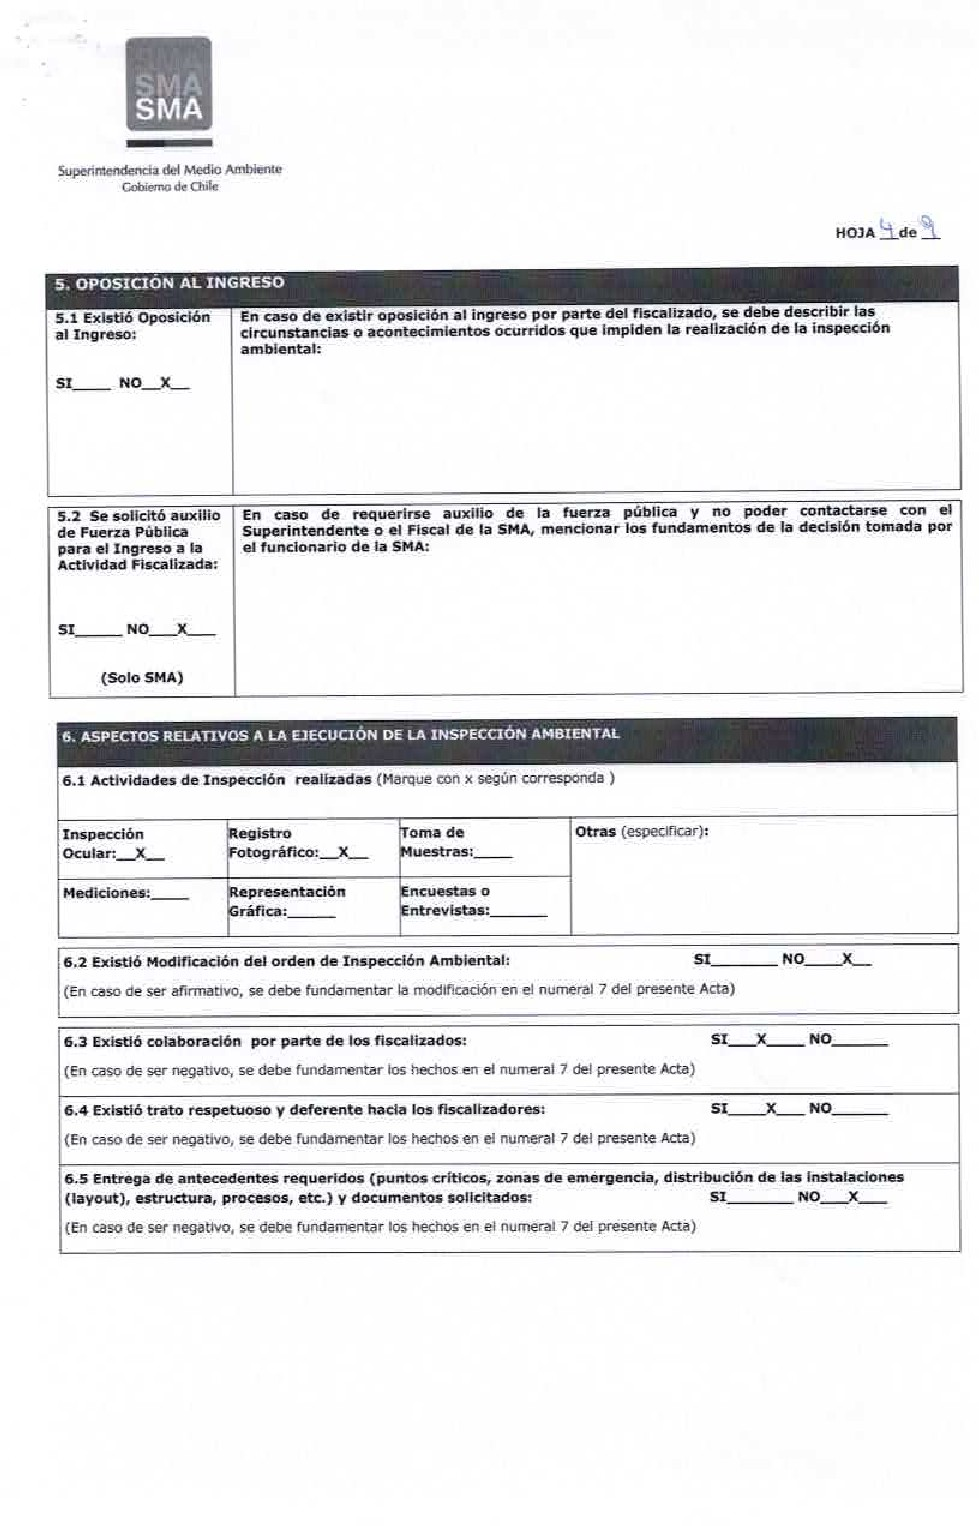 SMA
SMA
SMA
Superintendencia del Medio Ambiente
Gobierno de Chile
HOJA 4 de 9
5. OPOSICIÓN AL INGRESO
5.1 Existió Oposición
al Ingreso:
SI_____ NO__X__
En caso de existir oposición al ingreso por parte del fiscalizado, se debe describir las
circunstancias o acontecimientos ocurridos que impiden la realización de la inspección
ambiental:
5.2 Se solicitó auxilio
de Fuerza Pública
para el Ingreso a la
Actividad Fiscalizada:
SI______ NO___X___
(Solo SMA)
En caso de requerirse auxilio de la fuerza pública y no poder contactarse con el
Superintendente o el Fiscal de la SMA, mencionar los fundamentos de la decisión tomada por
el funcionario de la SMA:
6. ASPECTOS RELATIVOS A LA EJECUCIÓN DE LA INSPECCIÓN AMBIENTAL
6.1 Actividades de Inspección realizadas (Marque con x según corresponda )
Inspección
Ocular:__X__
Registro
Fotográfico:__X__
Toma de
Muestras:_____
Otras (especificar):
Mediciones:_____
Representación
Gráfica:______
Encuestas o
Entrevistas:_______
6.2 Existió Modificación del orden de Inspección Ambiental: SI________ NO____X__
(En caso de ser afirmativo, se debe fundamentar la modificación en el numeral 7 del presente Acta)
6.3 Existió colaboración por parte de los fiscalizados: SI___X____ NO_______
(En caso de ser negativo, se debe fundamentar los hechos en el numeral 7 del presente Acta)
6.4 Existió trato respetuoso y deferente hacia los fiscalizadores: SI____X___ NO_______
(En caso de ser negativo, se debe fundamentar los hechos en el numeral 7 del presente Acta)
6.5 Entrega de antecedentes requeridos (puntos críticos, zonas de emergencia, distribución de las instalaciones
(layout), estructura, procesos, etc.) y documentos solicitados: SI________ NO___X___
(En caso de ser negativo, se debe fundamentar los hechos en el numeral 7 del presente Acta)